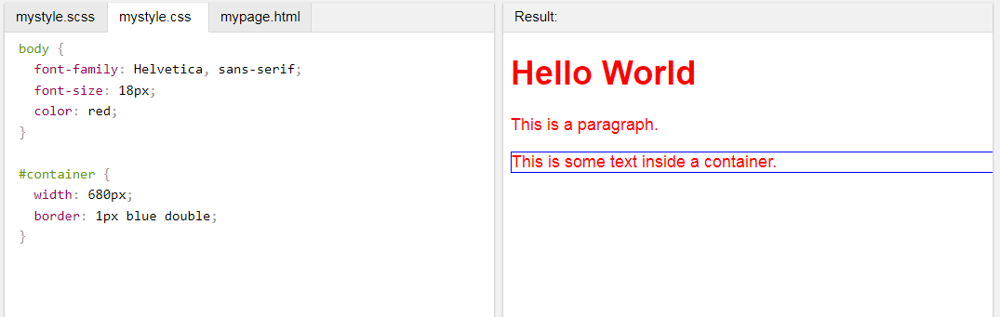 mystyle.scss mystyle.css mypage.html
body {
  font-family: Helvetica, sans-serif;
  font-size: 18px;
  color: red;
}
#container {
  width: 680px;
  border: 1px blue double;
}
Result:
Hello World
This is a paragraph.
This is some text inside a container.